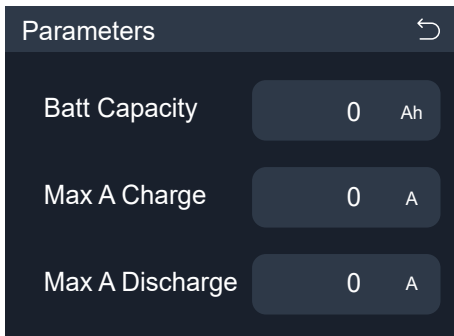 Parameters
Batt Capacity 0 Ah
Max A Charge 0 A
Max A Discharge 0 A